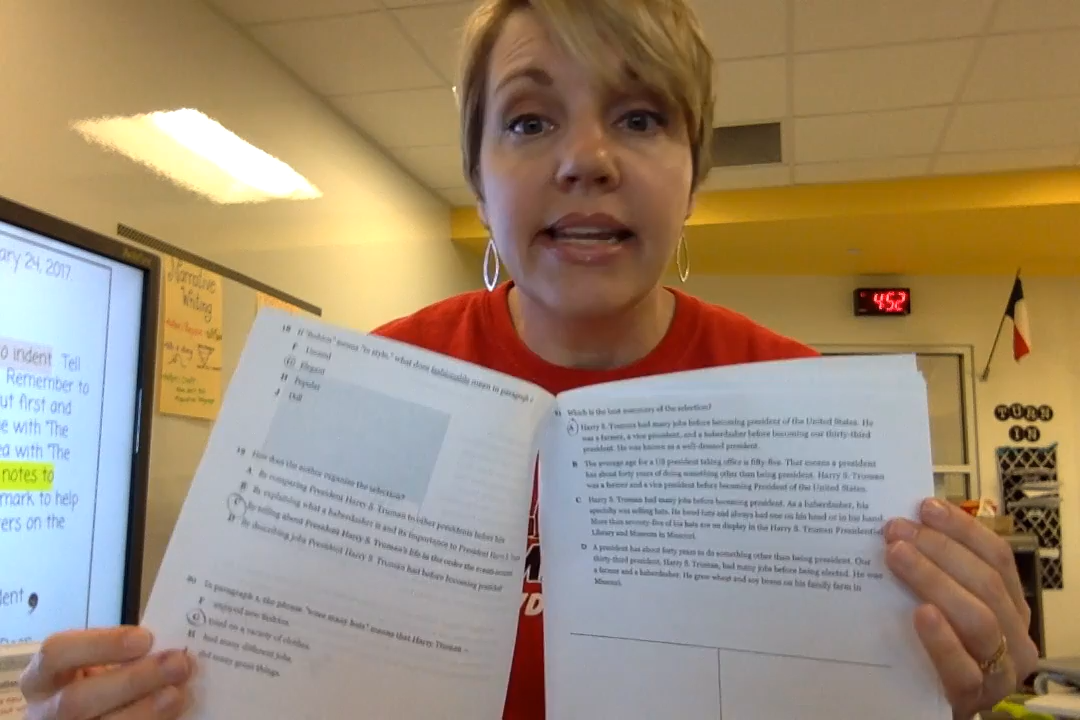 ary 24, 2017.
o indent Tell
Remember to
ut first and
e with "The
ea with "The
notes to
mark to help
ers on the
dent
Narrative
Writing
4:52
TURN
IN
18 If "fashion" means "in style," what does fashionable mean in paragraph
F Unusual
G Elegant
H Popular
J Dull
19 How does the author organize the selection?
A By comparing President Harry S. Truman to other presidents before his
B By explaining what a haberdasher is and its importance to President Harry S.
C By telling about President Harry S. Truman's life in the order the events
D By describing jobs President Harry S. Truman had before becoming president
20 In paragraph 1, the phrase "wore many hats" means that Harry Truman –
F enjoyed new fashion.
G tried on a variety of clothes.
H had many different jobs.
did many great things.
Which is the best summary of the selection?
A Harry S. Truman had many jobs before becoming president of the United States. He
was a farmer, a vice president, and a haberdasher before becoming our thirty-third
president. He was known as a well-dressed president.
B The average age for a US president taking office is fifty-five. That means a president
has about forty years of doing something other than being president. Harry S. Truman
was a farmer and a vice president before becoming President of the United States.
C Harry S. Truman had many jobs before becoming president. As a haberdasher, his
specialty was selling hats. He loved hats and always had one on his head or in his hand.
More than seventy-five of his hats are on display in the Harry S. Truman Presidential
Library and Museum in Missouri.
D A president has about forty years to do something other than being president. Our
thirty-third president, Harry S. Truman, had many jobs before being elected. He was
a farmer and a haberdasher. He grew wheat and soy beans on his family farm in
Missouri.